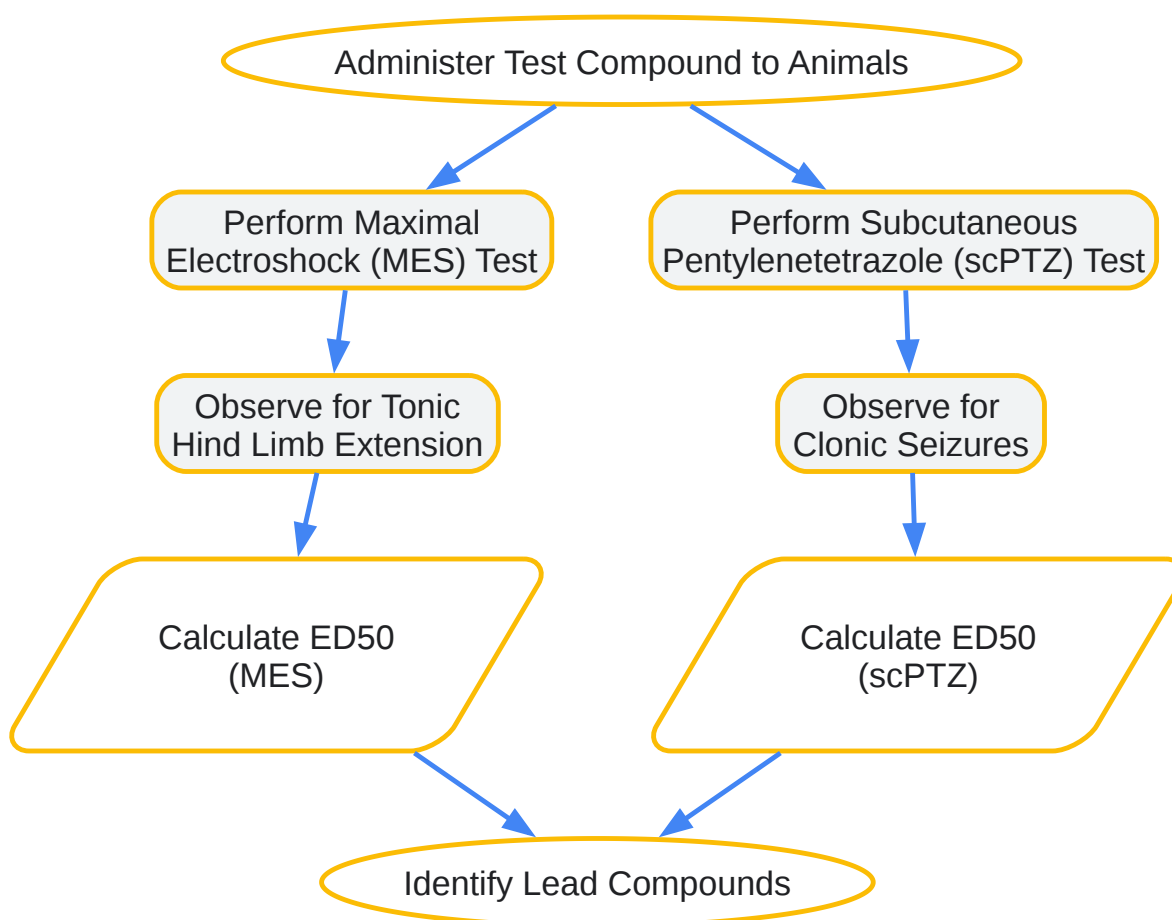 Administer Test Compound to Animals
Perform Maximal
Electroshock (MES) Test
Perform Subcutaneous
Pentylenetetrazole (scPTZ) Test
Observe for Tonic
Hind Limb Extension
Observe for
Clonic Seizures
Calculate ED50
(MES)
Calculate ED50
(scPTZ)
Identify Lead Compounds